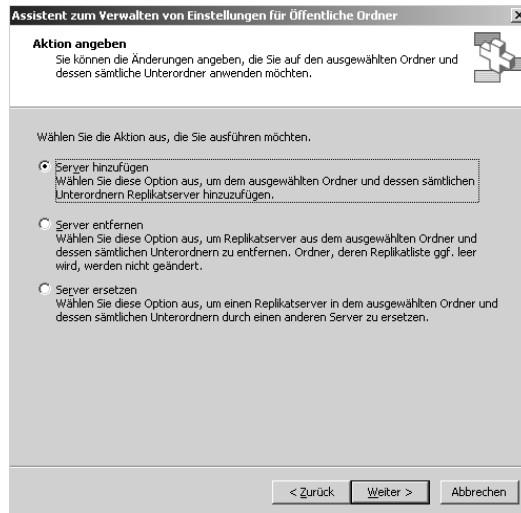 Assistent zum Verwalten von Einstellungen für Öffentliche Ordner
Aktion angeben
Sie können die Änderungen angeben, die Sie auf den ausgewählten Ordner und
dessen sämtliche Unterordner anwenden möchten.
Wählen Sie die Aktion aus, die Sie ausführen möchten.
Server hinzufügen
Wählen Sie diese Option aus, um dem ausgewählten Ordner und dessen sämtlichen
Unterordnern Replikatserver hinzuzufügen.
Server entfernen
Wählen Sie diese Option aus, um Replikatserver aus dem ausgewählten Ordner und
dessen sämtlichen Unterordnern zu entfernen. Ordner, deren Replikatliste ggf. leer
wird, werden nicht geändert.
Server ersetzen
Wählen Sie diese Option aus, um einen Replikatserver in dem ausgewählten Ordner und
dessen sämtlichen Unterordnern durch einen anderen Server zu ersetzen.
< Zurück Weiter > Abbrechen